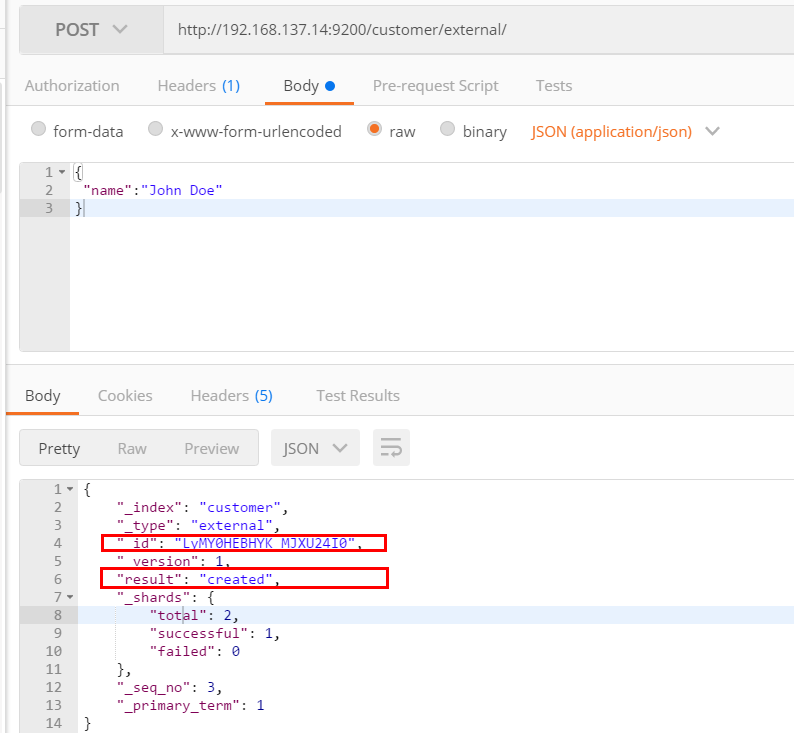 POST
http://192.168.137.14:9200/customer/external/
Authorization Headers (1) Body Pre-request Script Tests
form-data x-www-form-urlencoded raw binary JSON (application/json)
1 {
2 "name":"John Doe"
3 }
Body Cookies Headers (5) Test Results
Pretty Raw Preview JSON
1 {
2 "_index": "customer",
3 "_type": "external",
4 "_id": "LyMY0HEBHYK_MJXU24I0",
5 "_version": 1,
6 "result": "created",
7 "_shards": {
8 "total": 2,
9 "successful": 1,
10 "failed": 0
11 },
12 "_seq_no": 3,
13 "_primary_term": 1
14 }